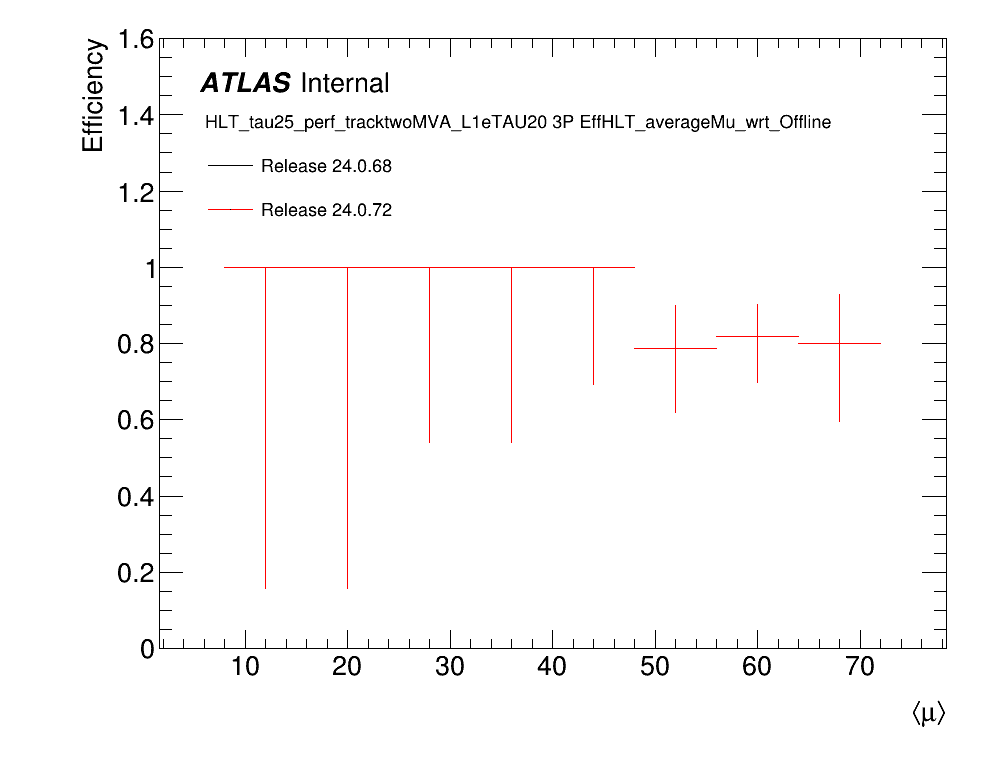 1.6
1.4
1.2
1
0.8
0.6
0.4
0.2
0
Efficiency
ATLAS Internal
HLT_tau25_perf_tracktwoMVA_L1eTAU20 3P EffHLT_averageMu_wrt_Offline
Release 24.0.68
Release 24.0.72
10 20 30 40 50 60 70
⟨μ⟩